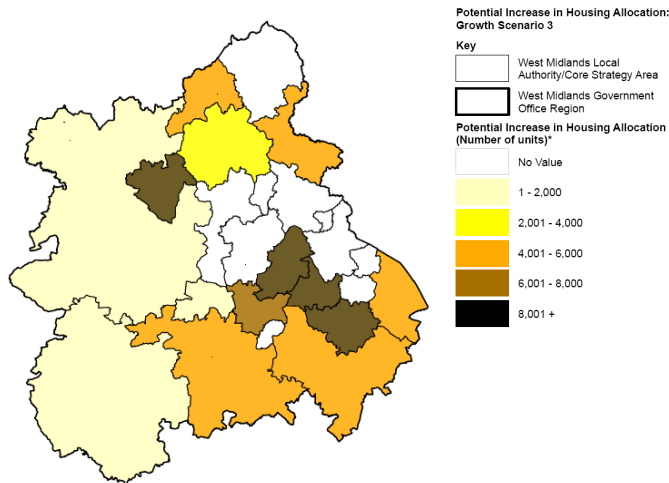 Potential Increase in Housing Allocation:
Growth Scenario 3
Key
West Midlands Local
Authority/Core Strategy Area
West Midlands Government
Office Region
Potential Increase in Housing Allocation
(Number of units)*
No Value
1 - 2,000
2,001 - 4,000
4,001 - 6,000
6,001 - 8,000
8,001 +